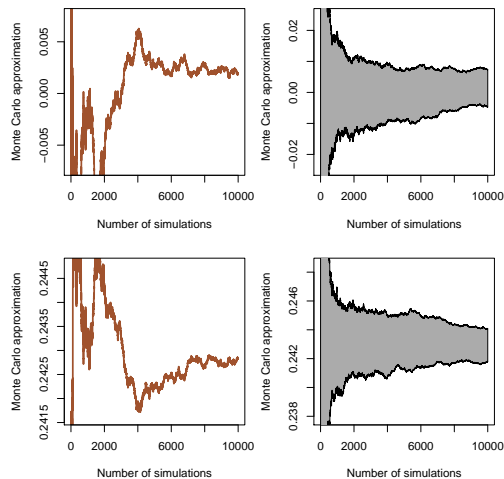 Monte Carlo approximation
0.005
0.000
−0.005
0 2000 6000 10000
Number of simulations
Monte Carlo approximation
0.02
0.00
−0.02
0 2000 6000 10000
Number of simulations
Monte Carlo approximation
0.2445
0.2435
0.2425
0.2415
0 2000 6000 10000
Number of simulations
Monte Carlo approximation
0.246
0.242
0.238
0 2000 6000 10000
Number of simulations